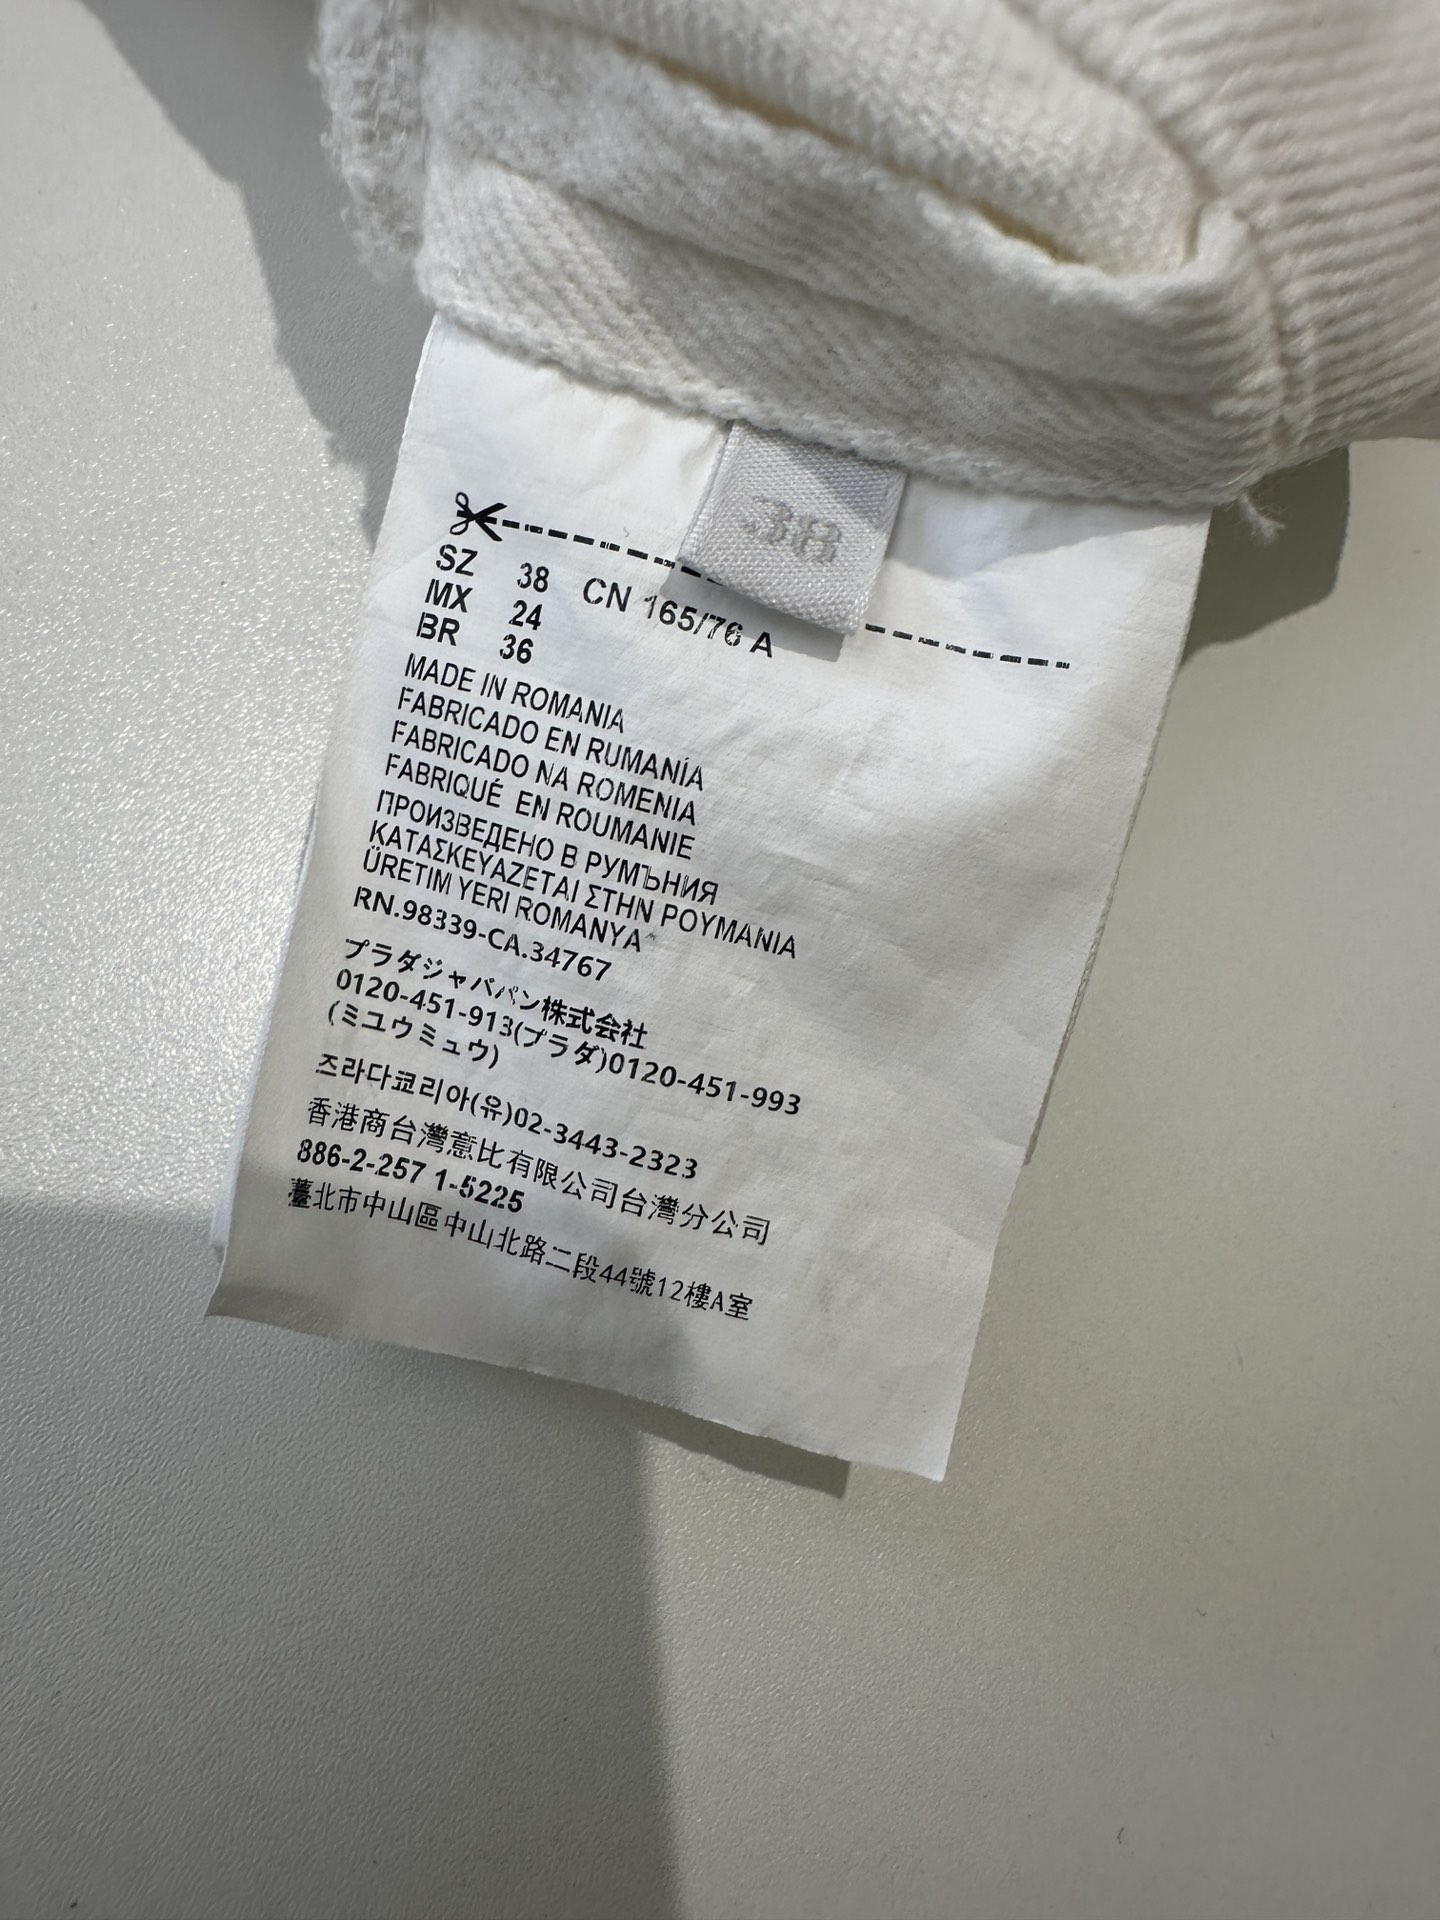 38
SZ 38 CN 165/76 A
MX 24
BR 36
MADE IN ROMANIA
FABRICADO EN RUMANÍA
FABRICADO NA ROMENIA
FABRIQUÉ EN ROUMANIE
ПРОИЗВЕДЕНО В РУМЪНИЯ
ΚΑΤΑΣΚΕΥΑΖΕΤΑΙ ΣΤΗΝ ΡΟΥΜΑΝΙΑ
ÜRETIM YERI ROMANYA
RN.98339-CA.34767
プラダジャパパン株式会社
0120-451-913(プラダ)0120-451-993
(ミユウミュウ)
즈라다코리아(유)02-3443-2323
香港商台灣意比有限公司台灣分公司
886-2-257 1-5225
臺北市中山區中山北路二段44號12樓A室